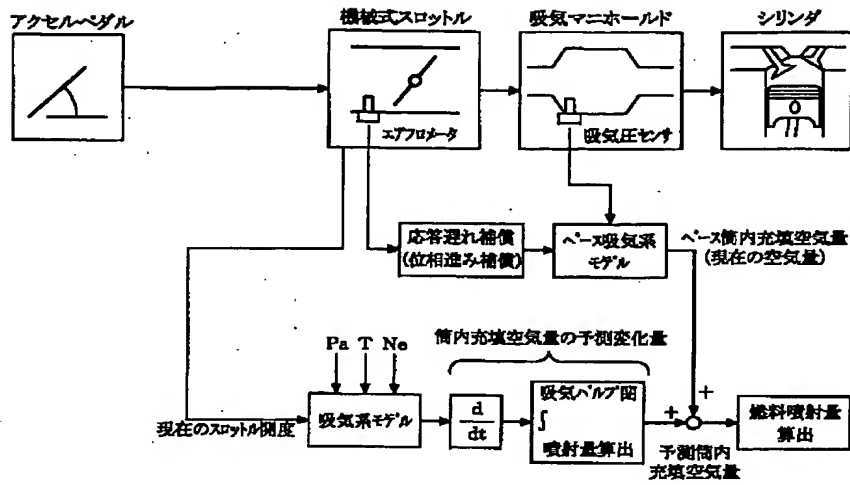 アクセルペダル
機械式スロットル
吸気マニホールド
シリンダ
エアフロメータ
吸気圧センサ
応答遅れ補償
(位相進み補償)
ベース吸気系
モデル
ベース筒内充填空気量
(現在の空気量)
筒内充填空気量の予測変化量
Pa T Ne
現在のスロットル開度
吸気系モデル
d
dt
吸気バルブ閉
∫
噴射量算出
+
+
予測筒内
充填空気量
燃料噴射量
算出